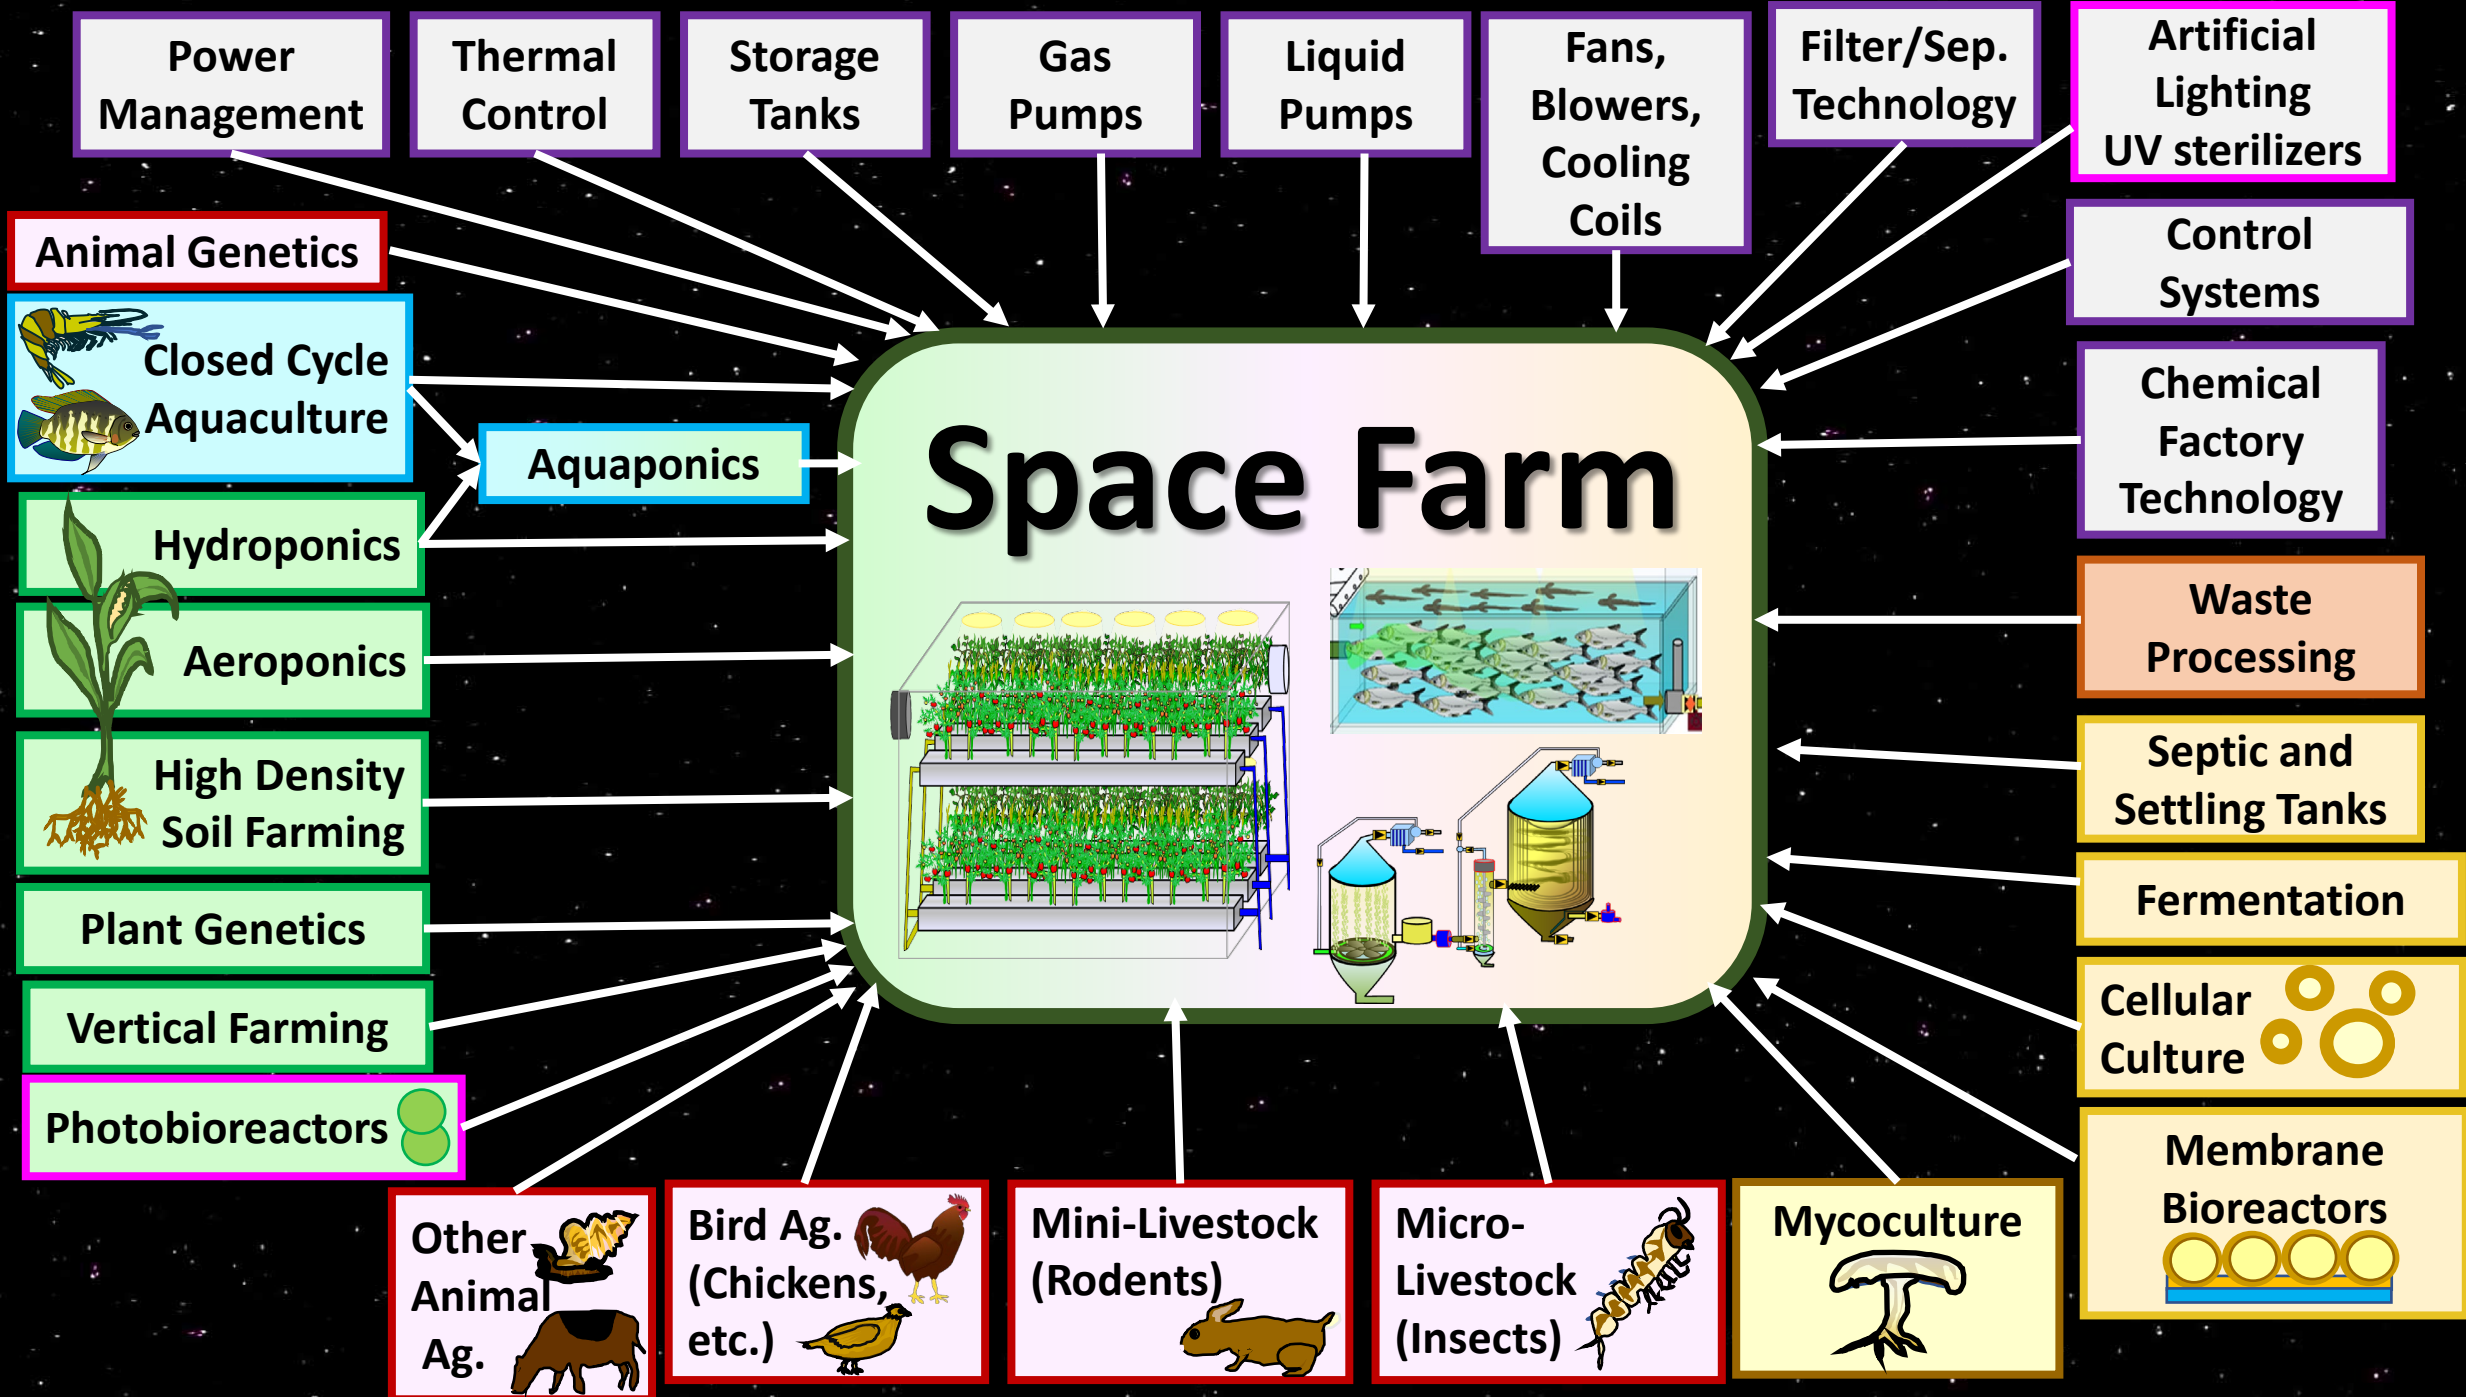 Power
Management
Thermal
Control
Storage
Tanks
Gas
Pumps
Liquid
Pumps
Fans,
Blowers,
Cooling
Coils
Filter/Sep.
Technology
Artificial
Lighting
UV sterilizers
Animal Genetics
Closed Cycle
Aquaculture
Aquaponics
Hydroponics
Aeroponics
High Density
Soil Farming
Plant Genetics
Vertical Farming
Photobioreactors
Space Farm
Control
Systems
Chemical
Factory
Technology
Waste
Processing
Septic and
Settling Tanks
Fermentation
Cellular
Culture
Membrane
Bioreactors
Other
Animal
Ag.
Bird Ag.
(Chickens,
etc.)
Mini-Livestock
(Rodents)
Micro-
Livestock
(Insects)
Mycoculture